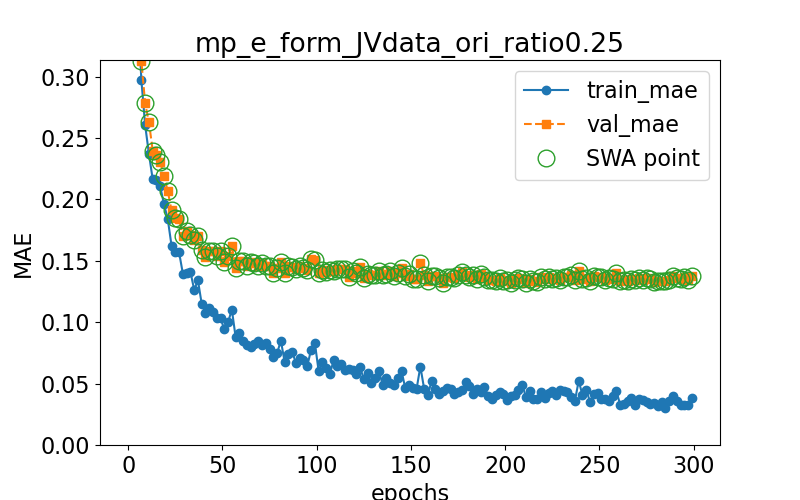 mp_e_form_JVdata_ori_ratio0.25
train_mae
val_mae
SWA point
MAE
0.30
0.25
0.20
0.15
0.10
0.05
0.00
0 50 100 150 200 250 300
epochs